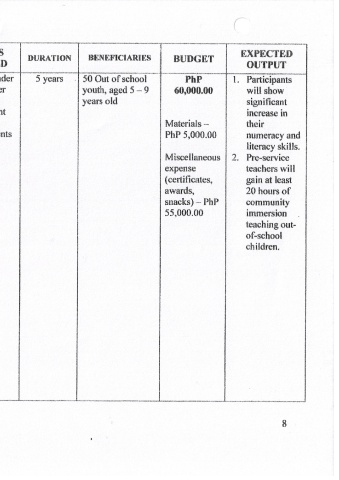 S
D
DURATION
BENEFICIARIES
BUDGET
EXPECTED
OUTPUT
der
er
nt
nts
5 years
50 Out of school
youth, aged 5 – 9
years old
PhP
60,000.00
Materials –
PhP 5,000.00
Miscellaneous
expense
(certificates,
awards,
snacks) – PhP
55,000.00
1. Participants
will show
significant
increase in
their
numeracy and
literacy skills.
2. Pre-service
teachers will
gain at least
20 hours of
community
immersion
teaching out-
of-school
children.
8